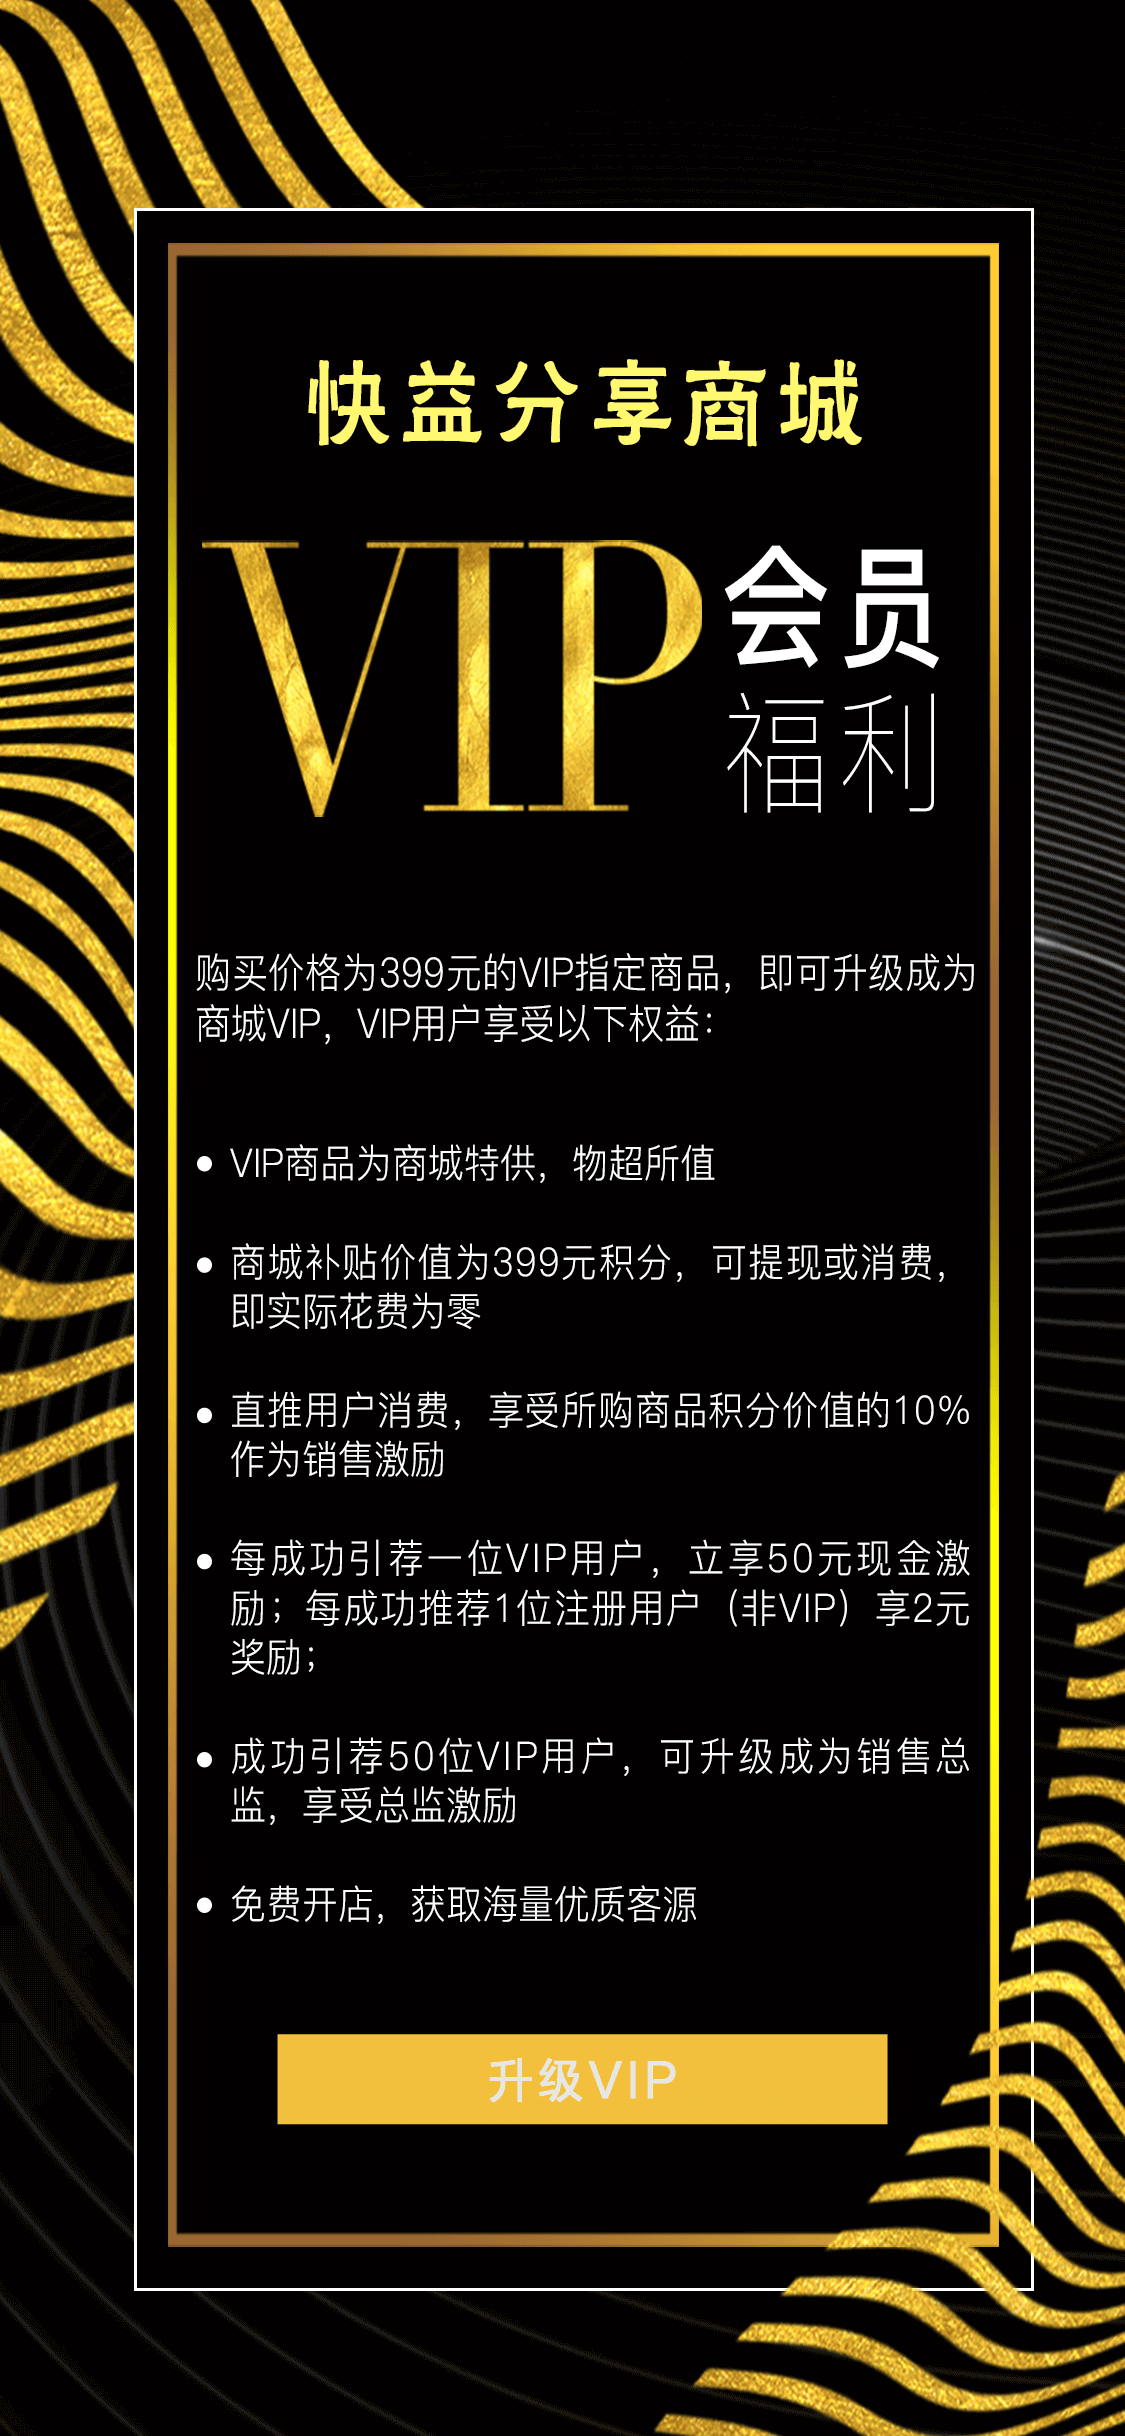 快益分享商城
VIP会员
福利
购买价格为399元的VIP指定商品，即可升级成为
商城VIP，VIP用户享受以下权益：
● VIP商品为商城特供，物超所值
● 商城补贴价值为399元积分，可提现或消费，
即实际花费为零
● 直推用户消费，享受所购商品积分价值的10%
作为销售激励
● 每成功引荐一位VIP用户，立享50元现金激
励；每成功推荐1位注册用户（非VIP）享2元
奖励；
● 成功引荐50位VIP用户，可升级成为销售总
监，享受总监激励
● 免费开店，获取海量优质客源
升级VIP